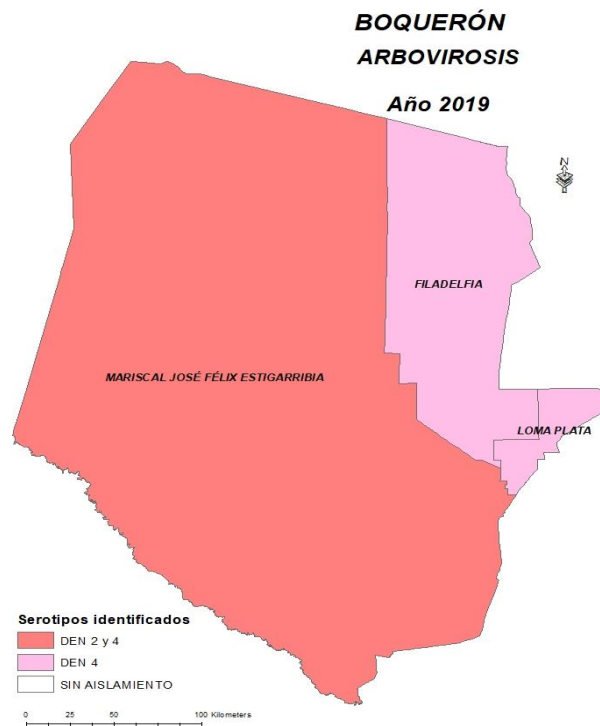 BOQUERÓN
ARBOVIROSIS
Año 2019
N
FILADELFIA
MARISCAL JOSÉ FÉLIX ESTIGARRIBIA
LOMA PLATA
Serotipos identificados
DEN 2 y 4
DEN 4
SIN AISLAMIENTO
0 25 50 100 Kilometers